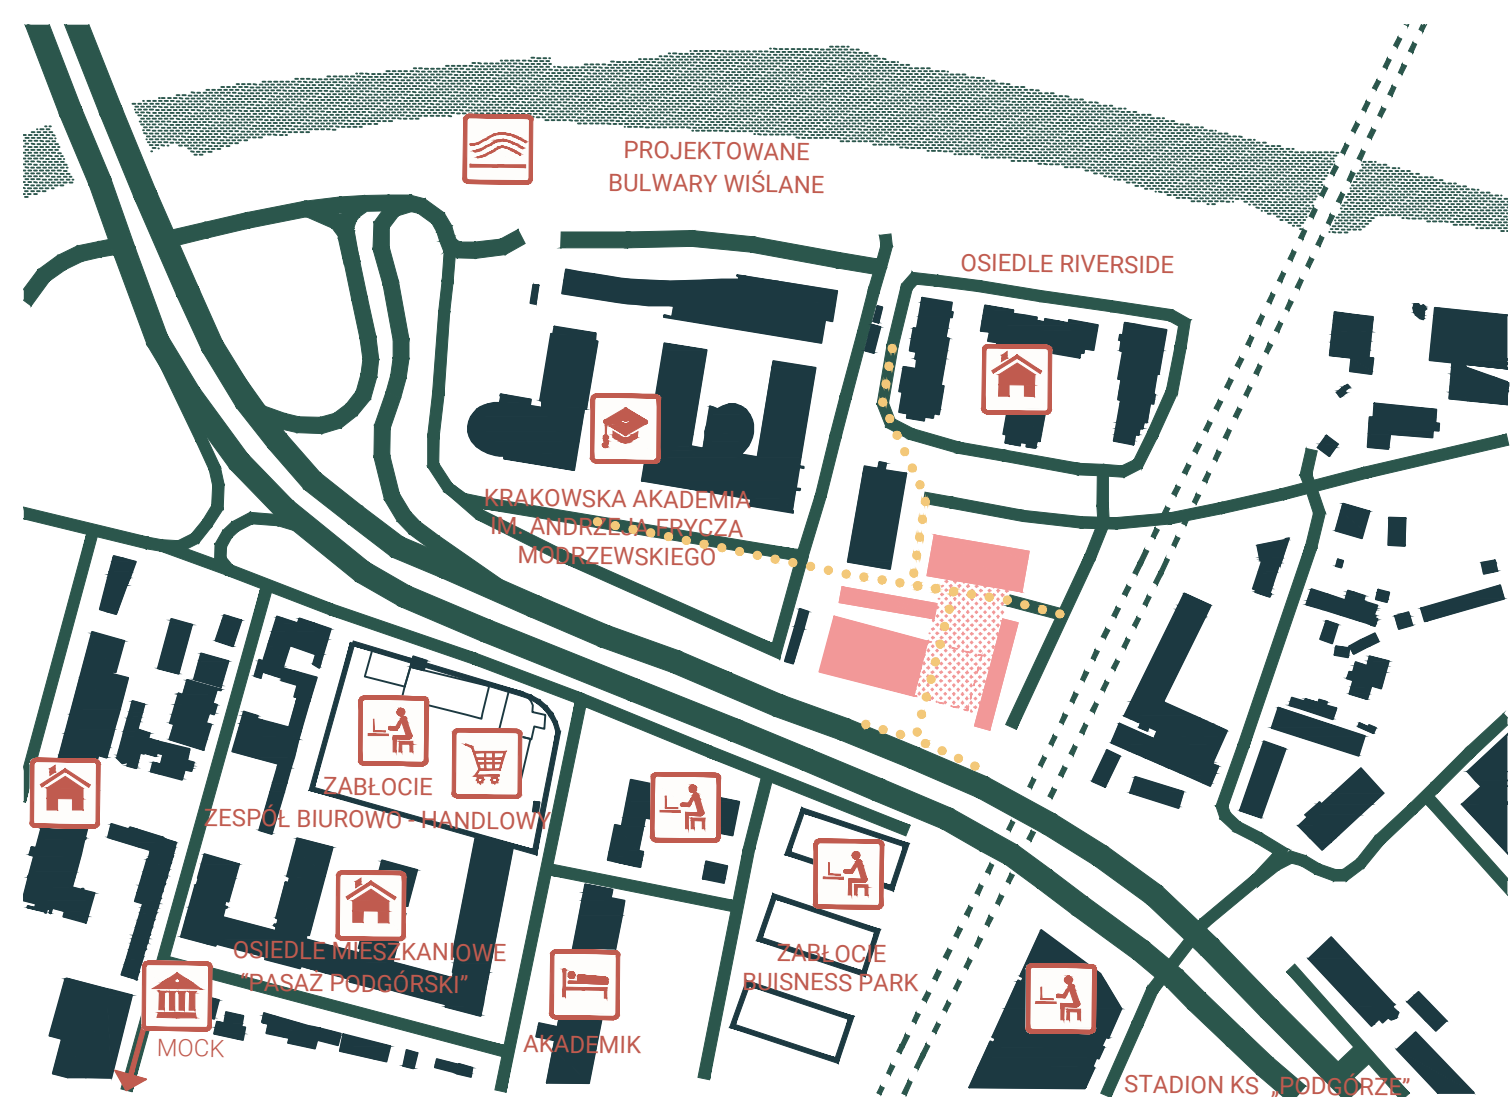 PROJEKTOWANE
BULWARY WIŚLANE
OSIEDLE RIVERSIDE
KRAKOWSKA AKADEMIA
IM. ANDRZEJA FRYCZA
MODRZEWSKIEGO
ZABŁOCIE
ZESPÓŁ BIUROWO - HANDLOWY
OSIEDLE MIESZKANIOWE
"PASAŻ PODGÓRSKI”
ZABŁOCIE
BUISNESS PARK
MOCK
AKADEMIK
STADION KS „PODGÓRZE”